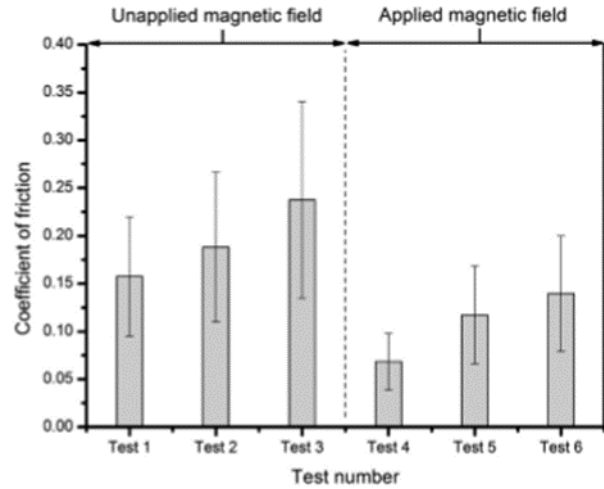 Unapplied magnetic field
Applied magnetic field
0.40
0.35
0.30
0.25
0.20
0.15
0.10
0.05
0.00
Coefficient of friction
Test 1
Test 2
Test 3
Test 4
Test 5
Test 6
Test number